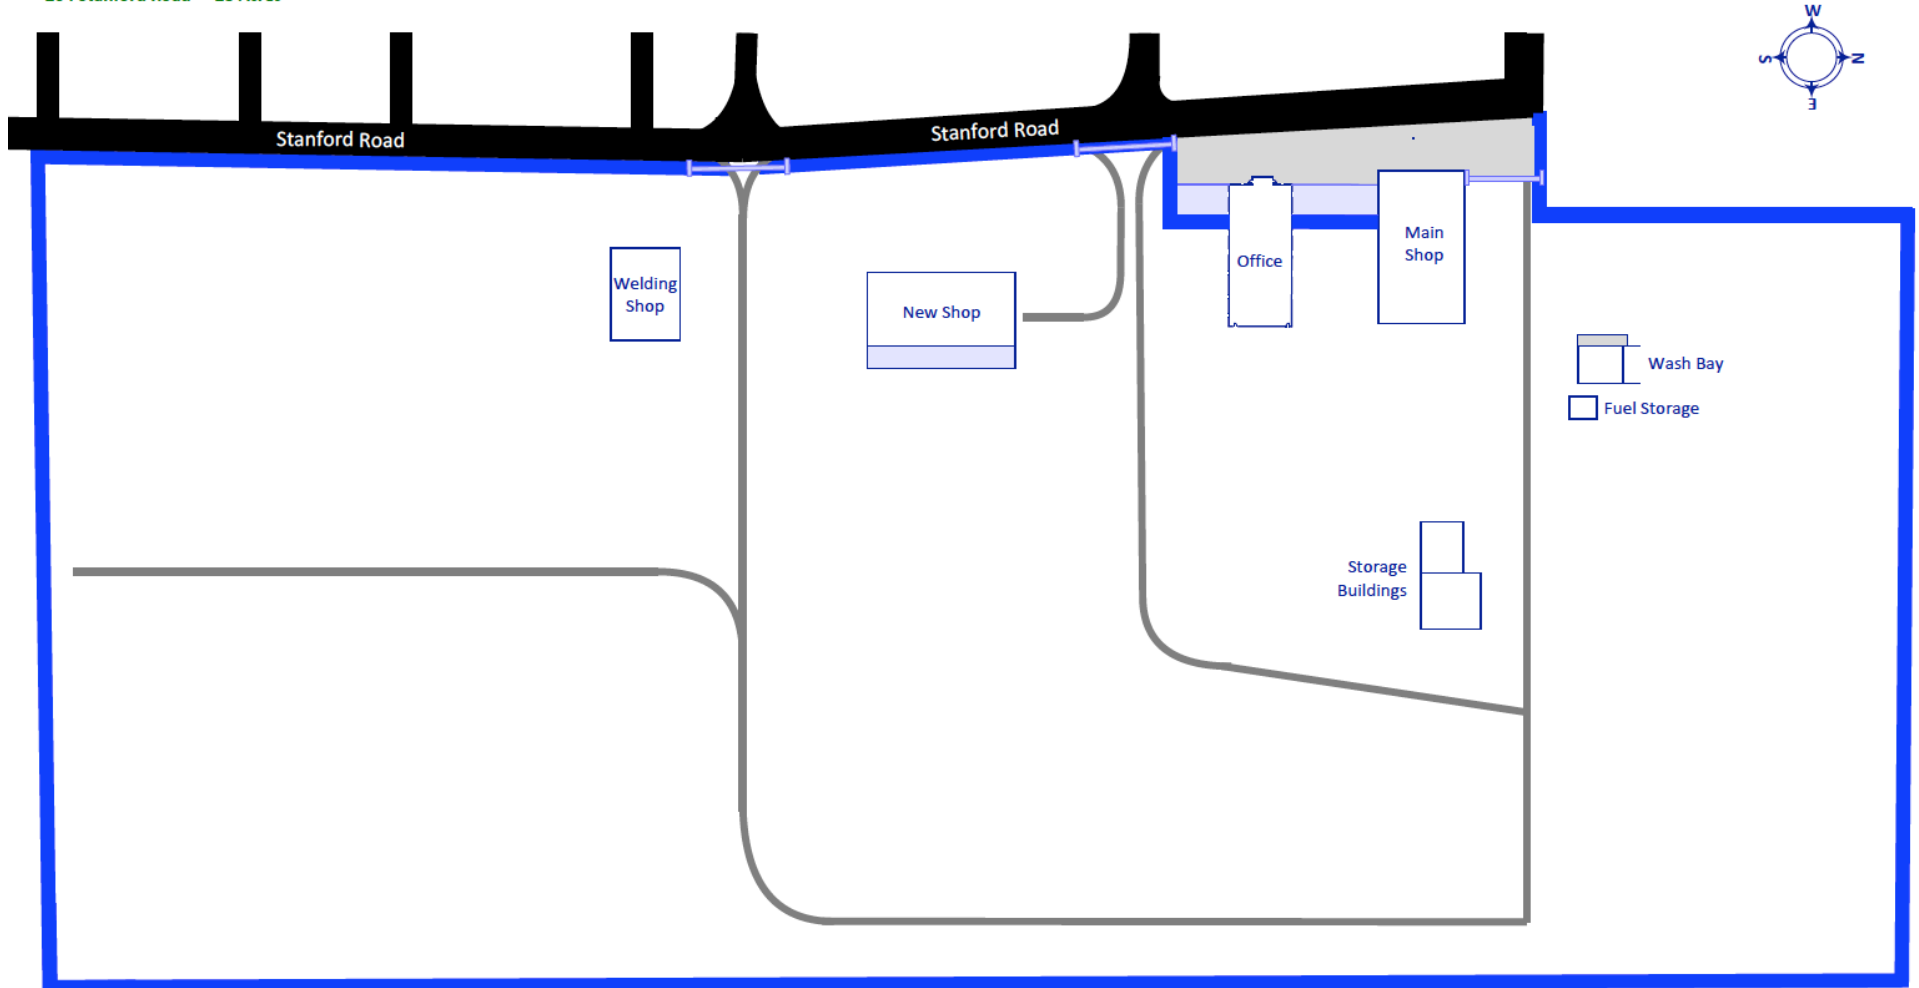 W
S
N
E
Stanford Road
Stanford Road
Main
Shop
Office
Welding
Shop
New Shop
Wash Bay
Fuel Storage
Storage
Buildings